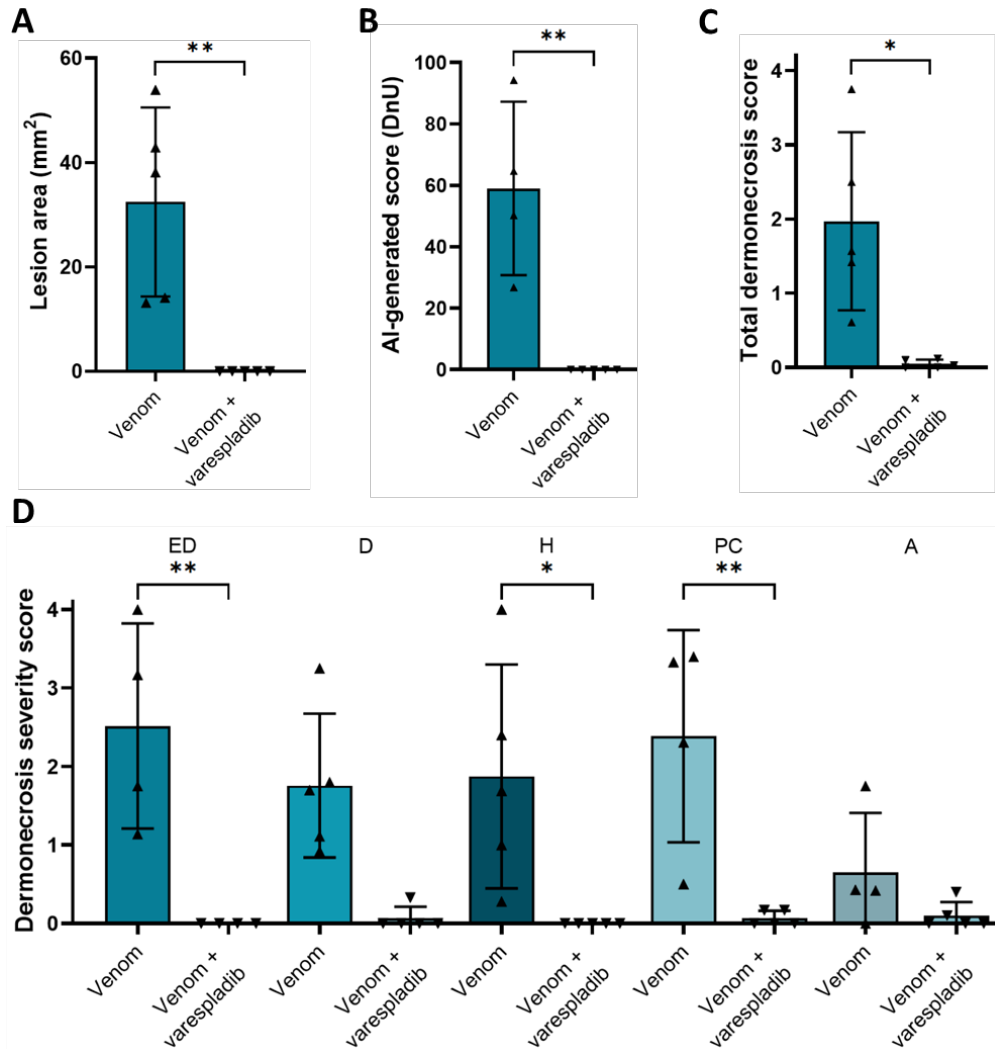 A
**
Lesion area (mm²)
60
40
20
0
Venom
Venom +
varespladib
B
**
AI-generated score (DnU)
100
80
60
40
20
0
Venom
Venom +
varespladib
C
*
Total dermonecrosis score
4
3
2
1
0
Venom
Venom +
varespladib
D
ED
D
H
PC
A
**
*
**
Dermonecrosis severity score
4
3
2
1
0
Venom
Venom +
varespladib
Venom
Venom +
varespladib
Venom
Venom +
varespladib
Venom
Venom +
varespladib
Venom
Venom +
varespladib